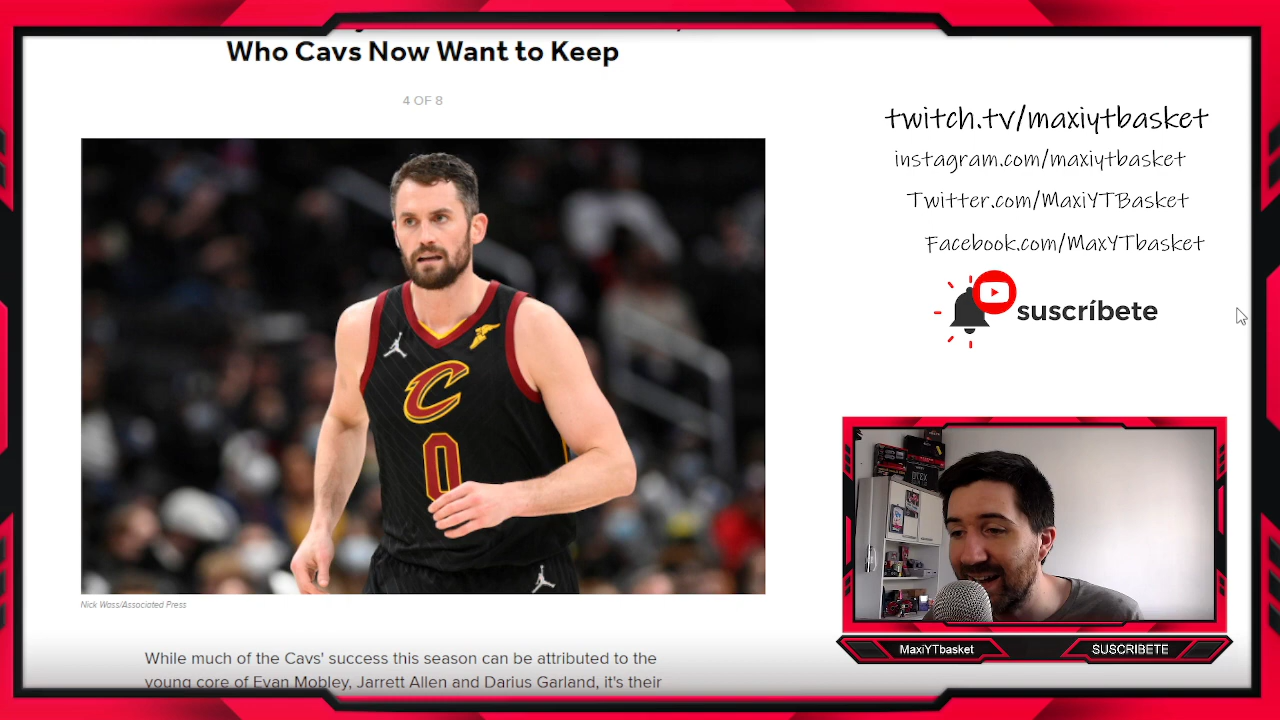 Who Cavs Now Want to Keep
4 OF 8
C
0
Nick Wass/Associated Press
While much of the Cavs' success this season can be attributed to the
young core of Evan Mobley, Jarrett Allen and Darius Garland, it's their
twitch.tv/maxiytbasket
instagram.com/maxiytbasket
Twitter.com/MaxiYTBasket
Facebook.com/MaxYTbasket
suscríbete
MaxiYTbasket
SUSCRIBETE